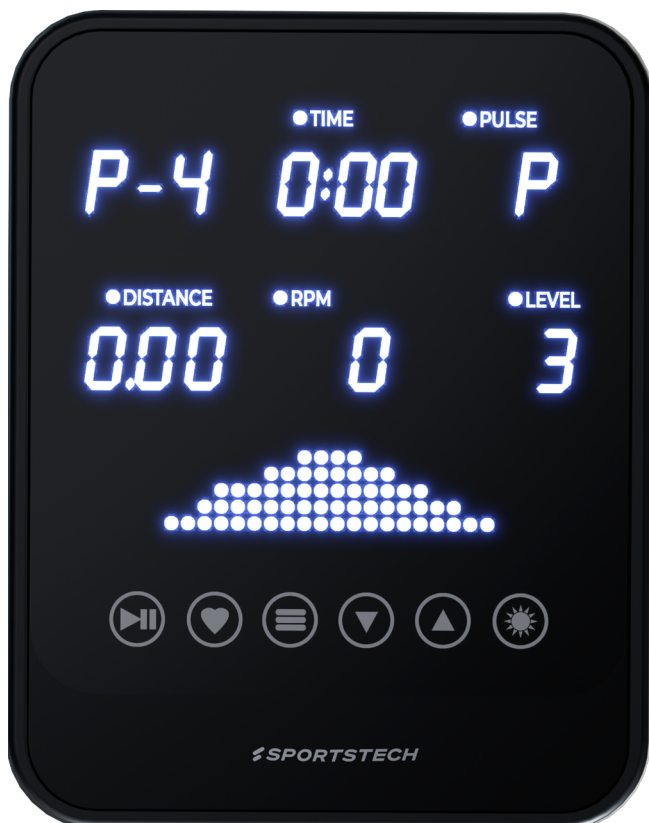 TIME PULSE
P-4 0:00 P
DISTANCE RPM LEVEL
0.00 0 3
SPORTSTECH